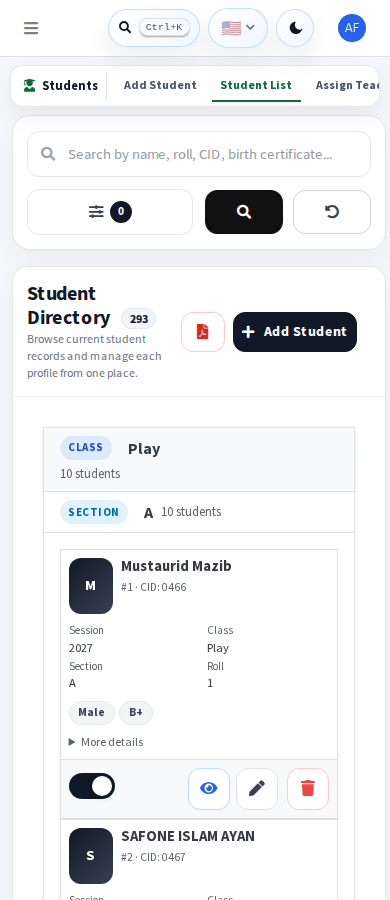 Ctrl+K
AF
Students Add Student Student List Assign Tea
Search by name, roll, CID, birth certificate...
0
Student
Directory 293
Add Student
Browse current student
records and manage each
profile from one place.
CLASS Play
10 students
SECTION A 10 students
M
Mustaurid Mazib
#1 · CID: 0466
Session Class
2027 Play
Section Roll
A 1
Male B+
More details
S
SAFONE ISLAM AYAN
#2 · CID: 0467
Session Class